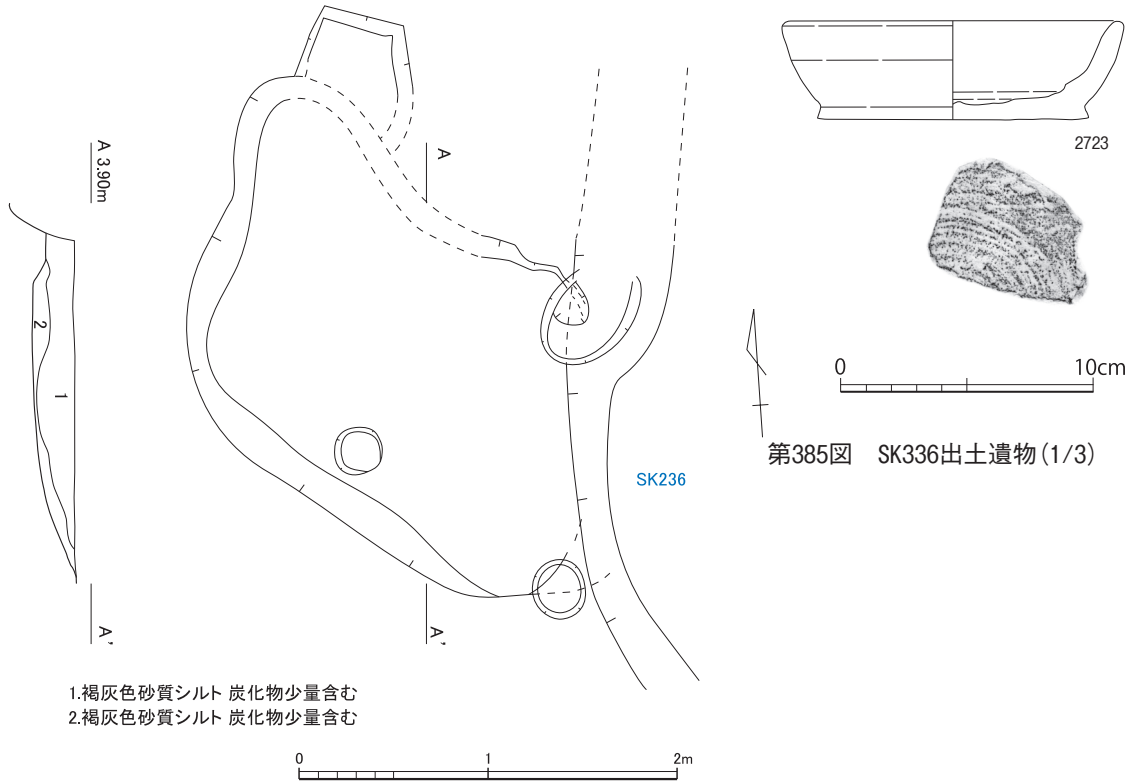 A 3.90m
A
2
1
A'
A'
SK236
2723
0 10cm
第385図 SK336出土遺物(1/3)
1.褐灰色砂質シルト 炭化物少量含む
2.褐灰色砂質シルト 炭化物少量含む
0 1 2m